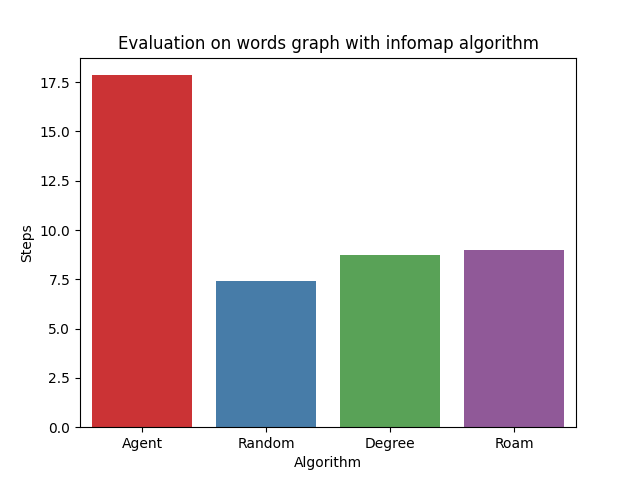 Evaluation on words graph with infomap algorithm
17.5
15.0
12.5
10.0
7.5
5.0
2.5
0.0
Steps
Agent Random Degree Roam
Algorithm